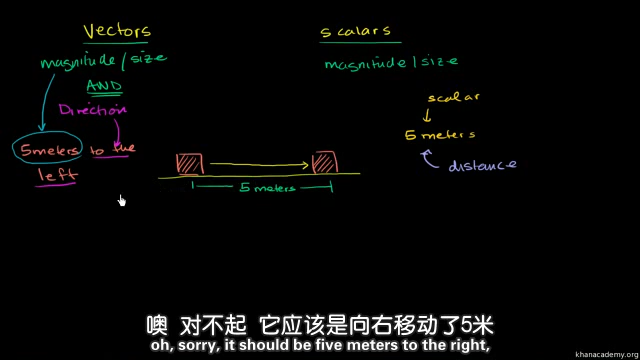 Vectors
magnitude/size
AND
Direction
5 meters to the
left
5 meters
scalars
magnitude/size
scalar
5 meters
distance
噢 对不起 它应该是向右移动了5米
oh, sorry, it should be five meters to the right,
khanacademy.org